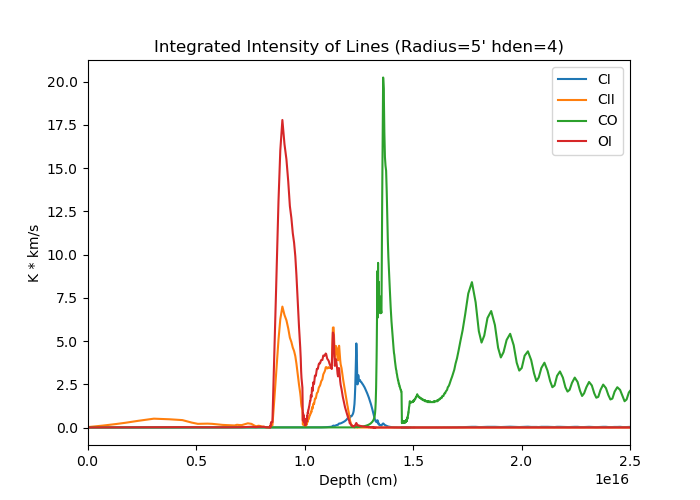 Integrated Intensity of Lines (Radius=5' hden=4)
K * km/s
20.0
17.5
15.0
12.5
10.0
7.5
5.0
2.5
0.0
CI
CII
CO
OI
0.0 0.5 1.0 1.5 2.0 2.5
1e16
Depth (cm)